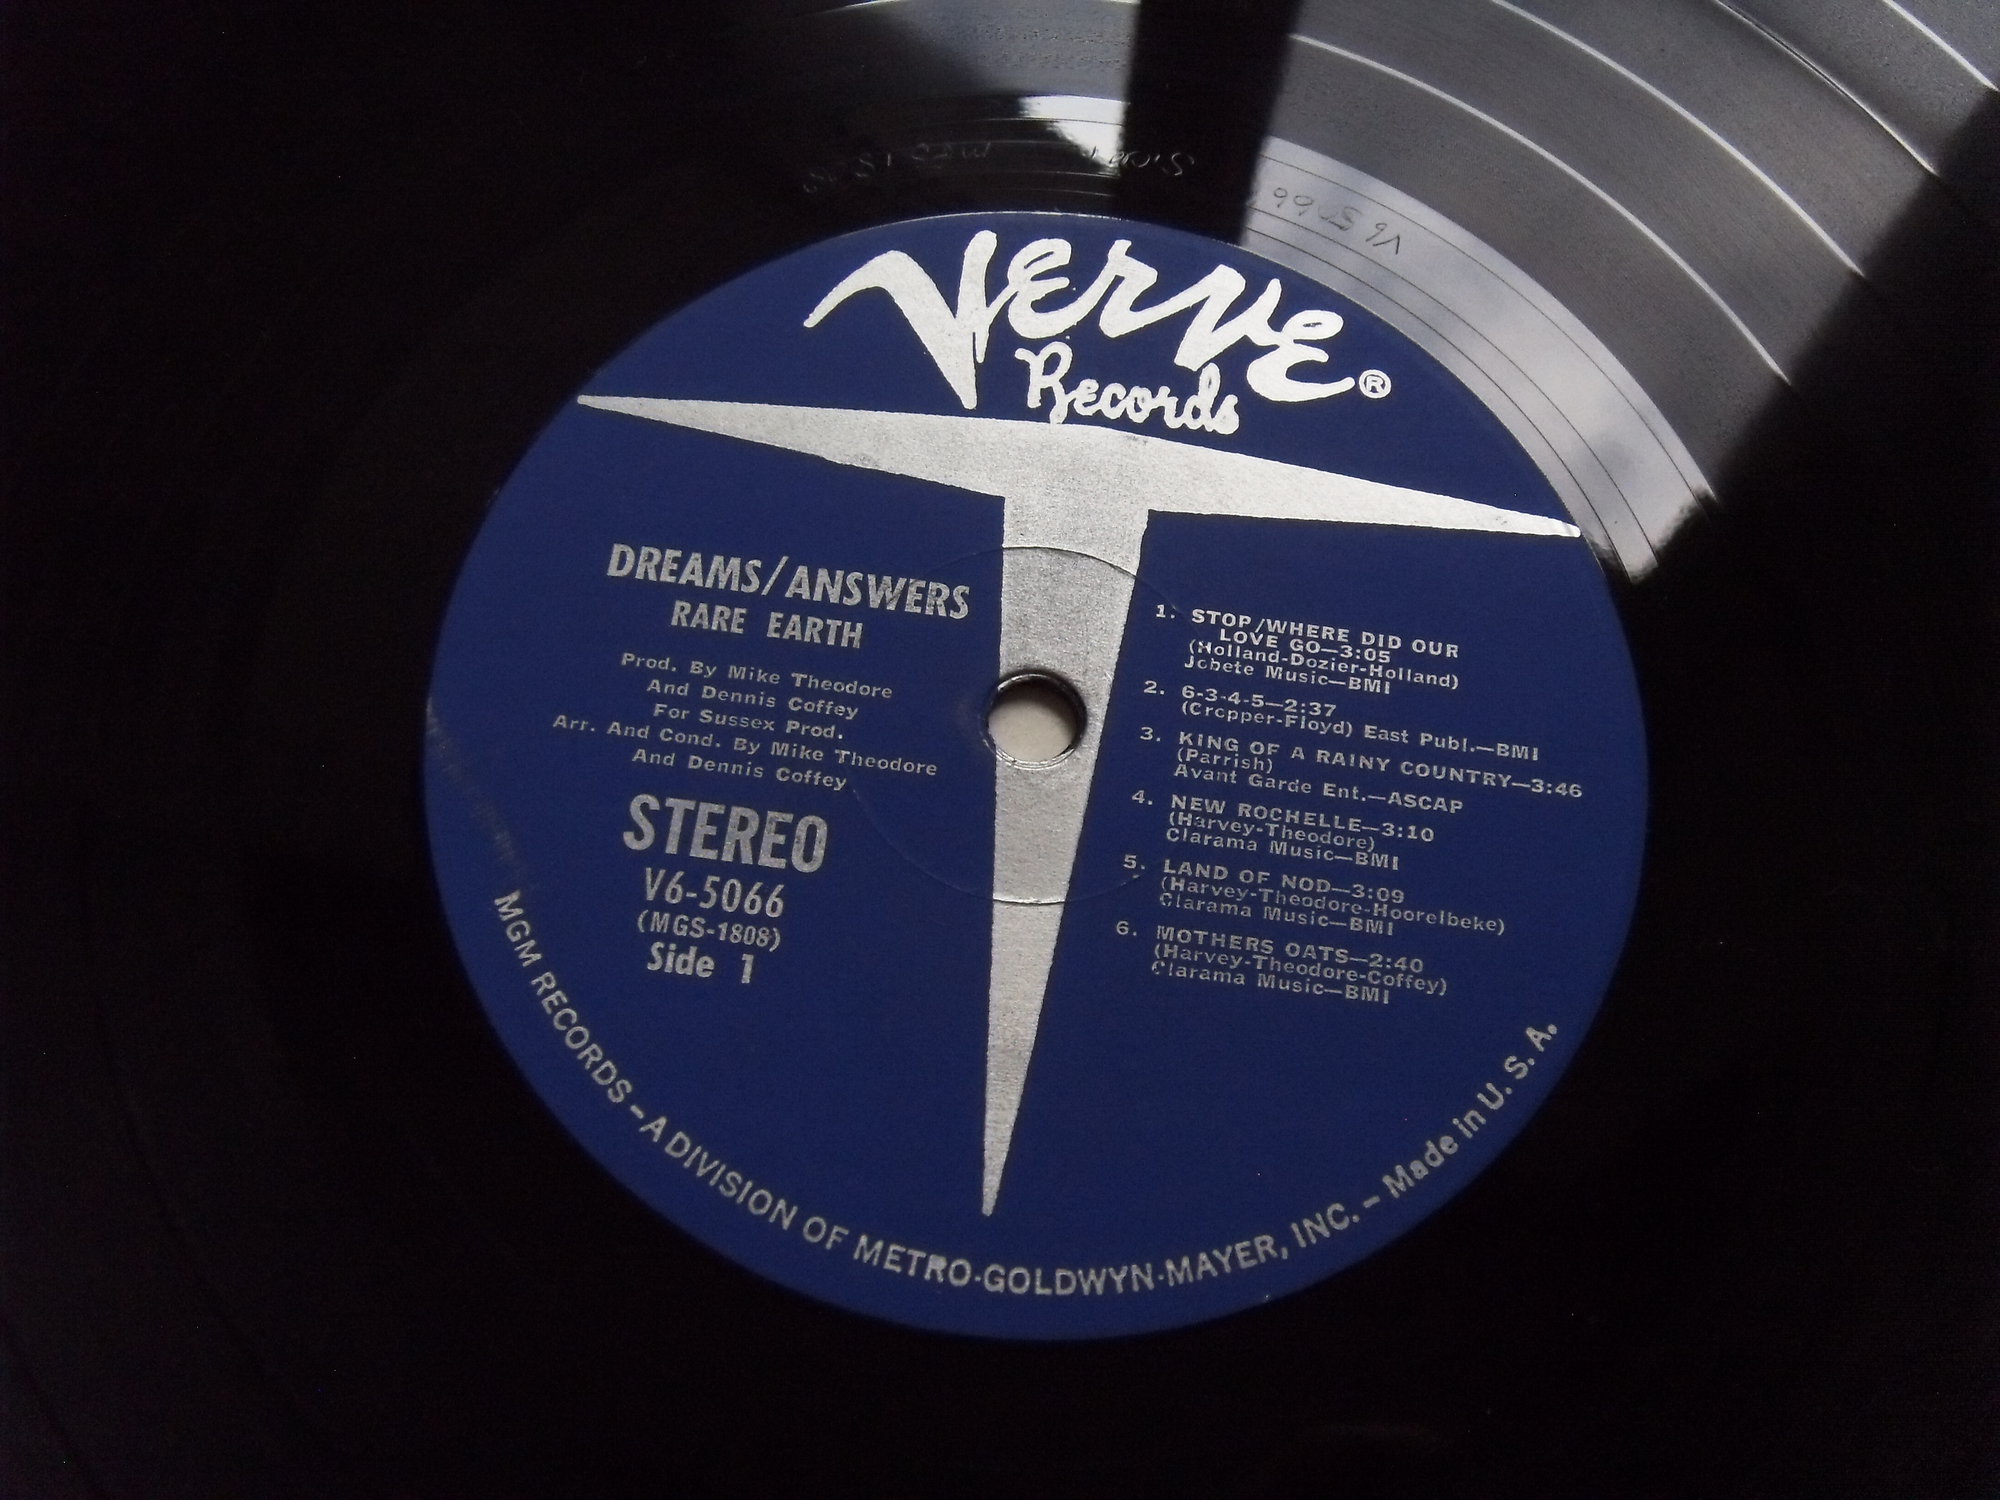 V6 5066
Verve
Records®
DREAMS/ANSWERS
RARE EARTH
Prod. By Mike Theodore
And Dennis Coffey
For Sussex Prod.
Arr. And Cond. By Mike Theodore
And Dennis Coffey
STEREO
V6-5066
(MGS-1808)
Side 1
1. STOP/WHERE DID OUR
LOVE GO—3:05
(Holland-Dozier-Holland)
Jobete Music—BMI
2. 6-3-4-5—2:37
(Cropper-Floyd) East Publ.—BMI
3. KING OF A RAINY COUNTRY—3:46
(Parrish)
Avant Garde Ent.—ASCAP
4. NEW ROCHELLE—3:10
(Harvey-Theodore)
Clarama Music—BMI
5. LAND OF NOD—3:09
(Harvey-Theodore-Hoorelbeke)
Clarama Music—BMI
6. MOTHERS OATS—2:40
(Harvey-Theodore-Coffey)
Clarama Music—BMI
MGM RECORDS – A DIVISION OF METRO-GOLDWYN-MAYER, INC. – Made in U. S. A.